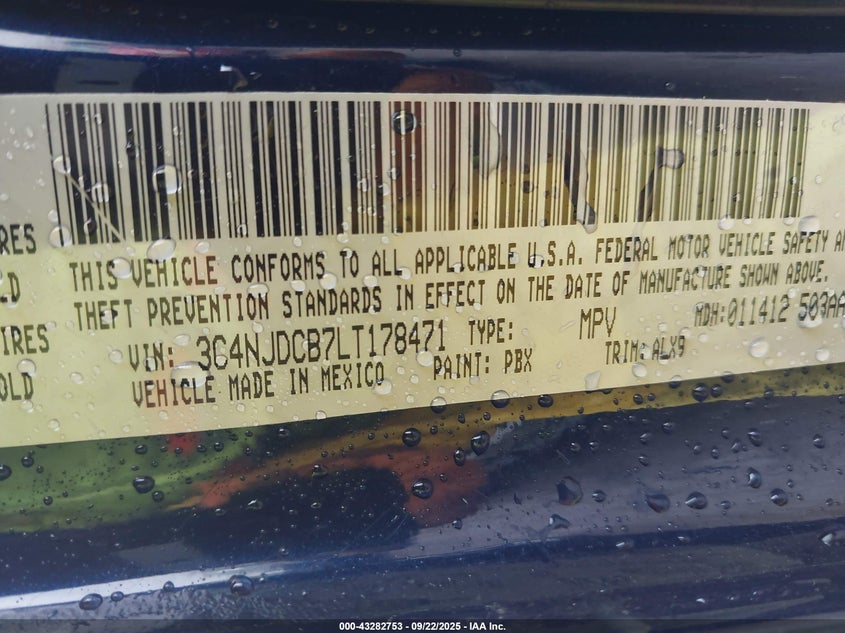 THIS VEHICLE CONFORMS TO ALL APPLICABLE U.S.A. FEDERAL MOTOR VEHICLE SAFETY AN
THEFT PREVENTION STANDARDS IN EFFECT ON THE DATE OF MANUFACTURE SHOWN ABOVE.
VIN: 3C4NJDCB7LT178471 TYPE: MPV MDH:011412 503AA
VEHICLE MADE IN MEXICO PAINT: PBX TRIM: ALX9
RES
LD
IRES
OLD
000-43282753 - 09/22/2025 - IAA Inc.